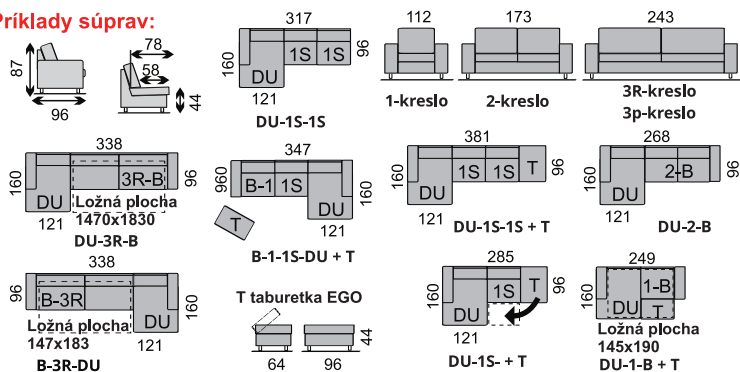 Príklady súprav:
78
58
87
96
44
317
1S 1S
DU
160
96
121
DU-1S-1S
112
1-kreslo
173
2-kreslo
243
3R-kreslo
3p-kreslo
338
3R-B
160
96
DU
Ložná plocha
121
1470x1830
DU-3R-B
347
960
B-1 1S
160
DU
T
121
B-1-1S-DU + T
381
1S 1S T
160
96
DU
121
DU-1S-1S + T
268
2-B
160
96
DU
121
DU-2-B
338
96
B-3R
160
DU
Ložná plocha
121
147x183
B-3R-DU
T taburetka EGO
44
64
96
285
1S T
160
96
DU
121
DU-1S- + T
249
1-B
160
DU T
Ložná plocha
145x190
DU-1-B + T